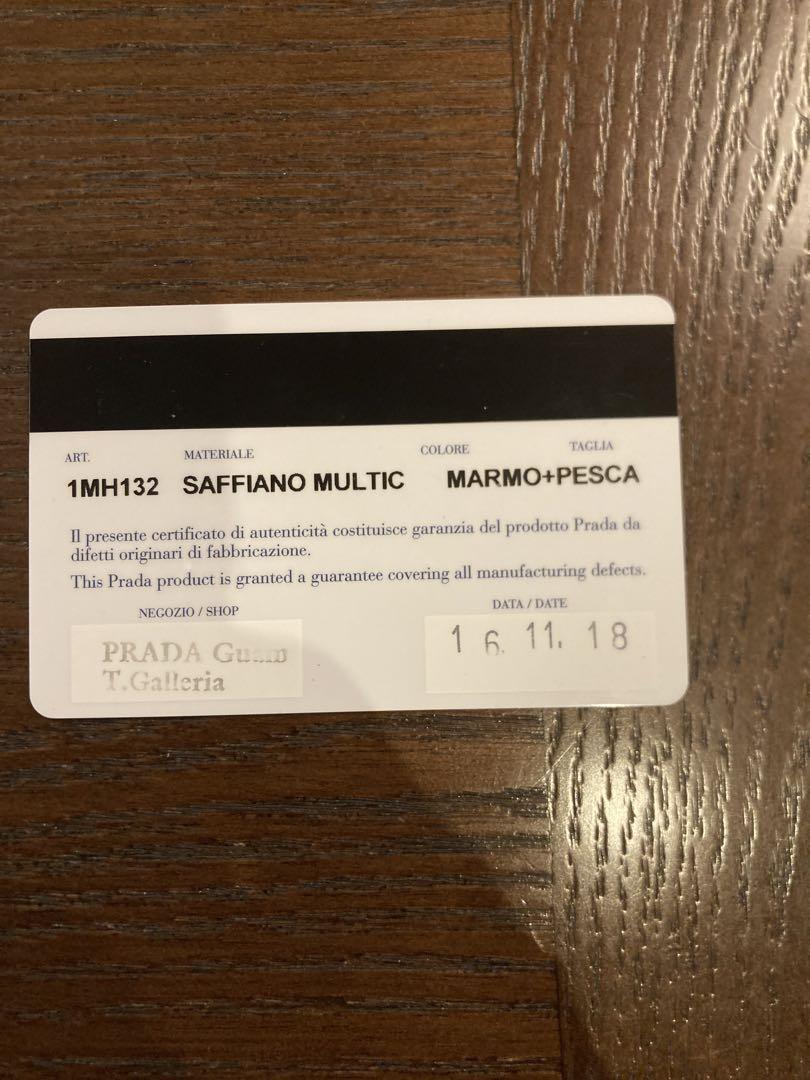 ART. MATERIALE COLORE TAGLIA
1MH132 SAFFIANO MULTIC MARMO+PESCA
Il presente certificato di autenticità costituisce garanzia del prodotto Prada da
difetti originari di fabbricazione.
This Prada product is granted a guarantee covering all manufacturing defects.
NEGOZIO / SHOP DATA / DATE
PRADA Guam 16. 11. 18
T.Galleria